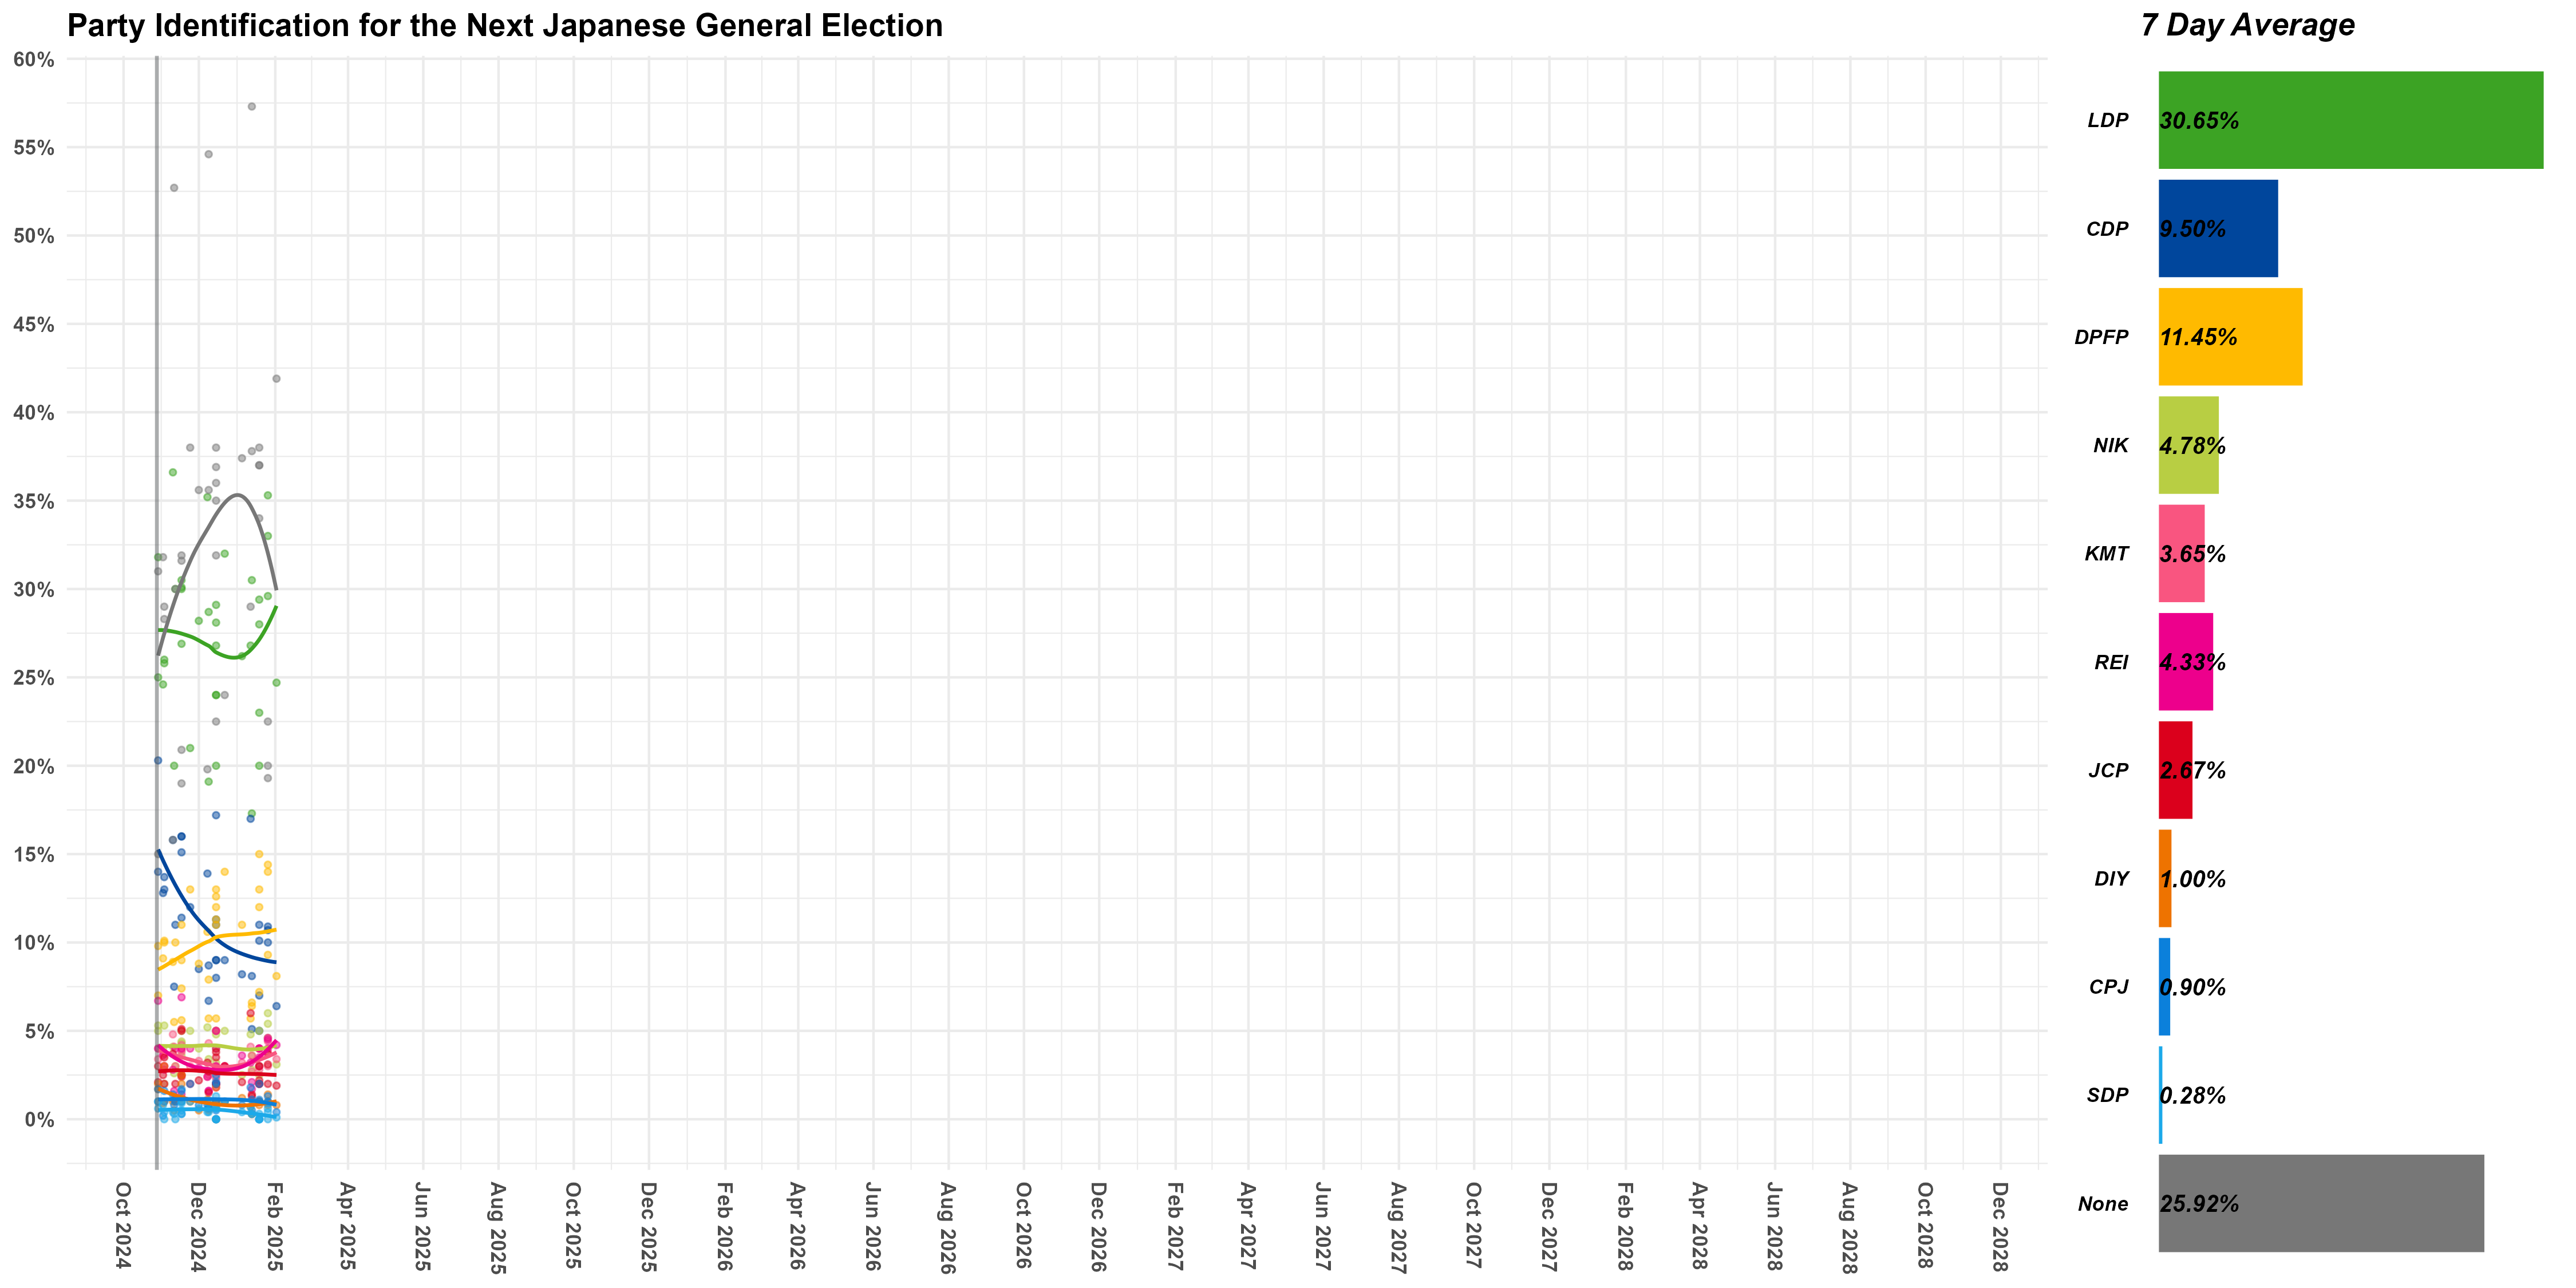 Party Identification for the Next Japanese General Election
60%
55%
50%
45%
40%
35%
30%
25%
20%
15%
10%
5%
0%
Oct 2024
Dec 2024
Feb 2025
Apr 2025
Jun 2025
Aug 2025
Oct 2025
Dec 2025
Feb 2026
Apr 2026
Jun 2026
Aug 2026
Oct 2026
Dec 2026
Feb 2027
Apr 2027
Jun 2027
Aug 2027
Oct 2027
Dec 2027
Feb 2028
Apr 2028
Jun 2028
Aug 2028
Oct 2028
Dec 2028
7 Day Average
LDP 30.65%
CDP 9.50%
DPFP 11.45%
NIK 4.78%
KMT 3.65%
REI 4.33%
JCP 2.67%
DIY 1.00%
CPJ 0.90%
SDP 0.28%
None 25.92%